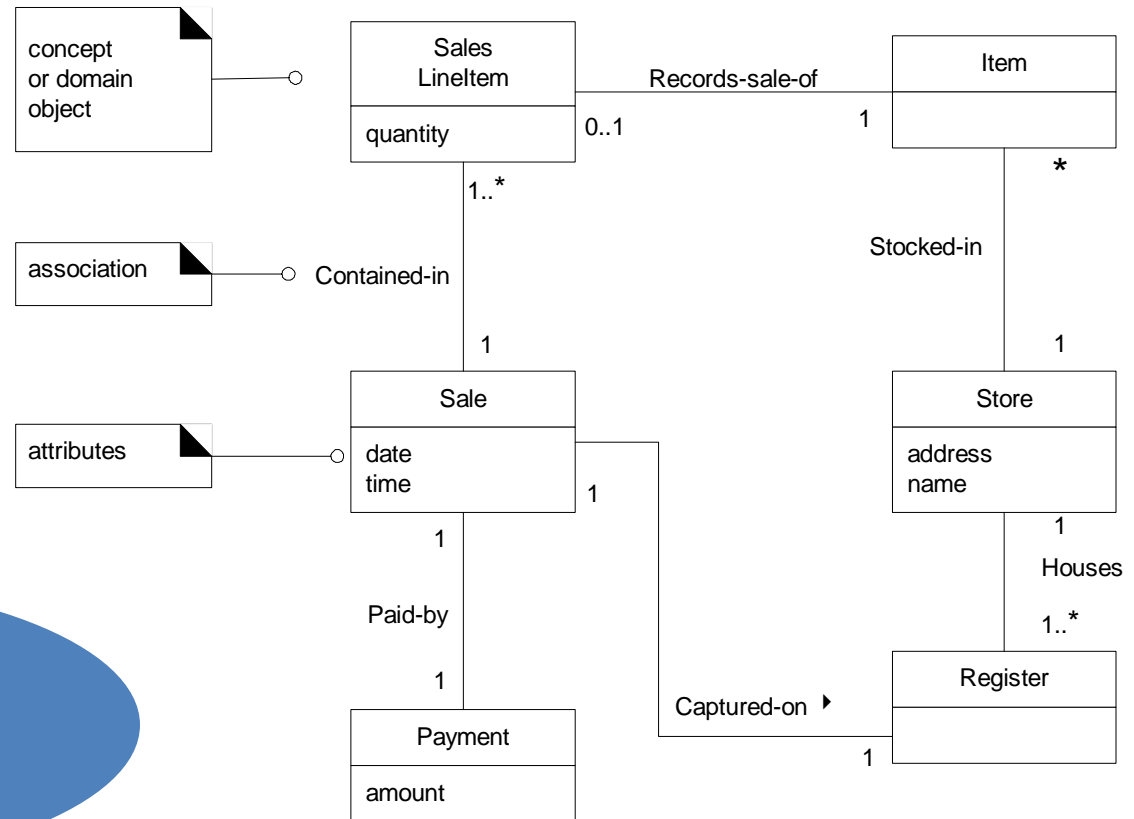 concept
or domain
object
Sales
LineItem
quantity
Records-sale-of
0..1
1
Item
*
1..*
association
Contained-in
Stocked-in
1
1
attributes
Sale
date
time
1
Store
address
name
1
1
Houses
Paid-by
1..*
1
Captured-on
1
Register
Payment
amount